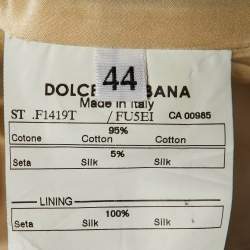 44
DOLCE BANA
Made in Italy
ST .F1419T /FU5EI CA 00985
95%
Cotone Cotton Cotton
5%
Seta Silk Silk
LINING
100%
Seta Silk Silk